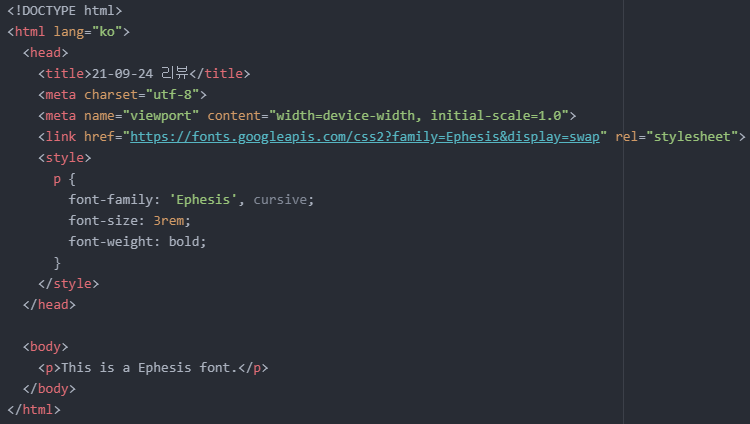 <!DOCTYPE html>
<html lang="ko">
  <head>
    <title>21-09-24 리뷰</title>
    <meta charset="utf-8">
    <meta name="viewport" content="width=device-width, initial-scale=1.0">
    <link href="https://fonts.googleapis.com/css2?family=Ephesis&display=swap" rel="stylesheet">
    <style>
      p {
        font-family: 'Ephesis', cursive;
        font-size: 3rem;
        font-weight: bold;
      }
    </style>
  </head>

  <body>
    <p>This is a Ephesis font.</p>
  </body>
</html>